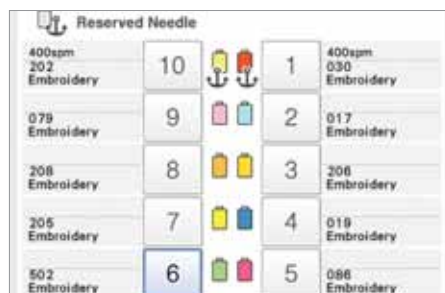 Reserved Needle
400spm
202
Embroidery
10
1
400spm
030
Embroidery
079
Embroidery
9
2
017
Embroidery
208
Embroidery
8
3
206
Embroidery
205
Embroidery
7
4
019
Embroidery
502
Embroidery
6
5
086
Embroidery